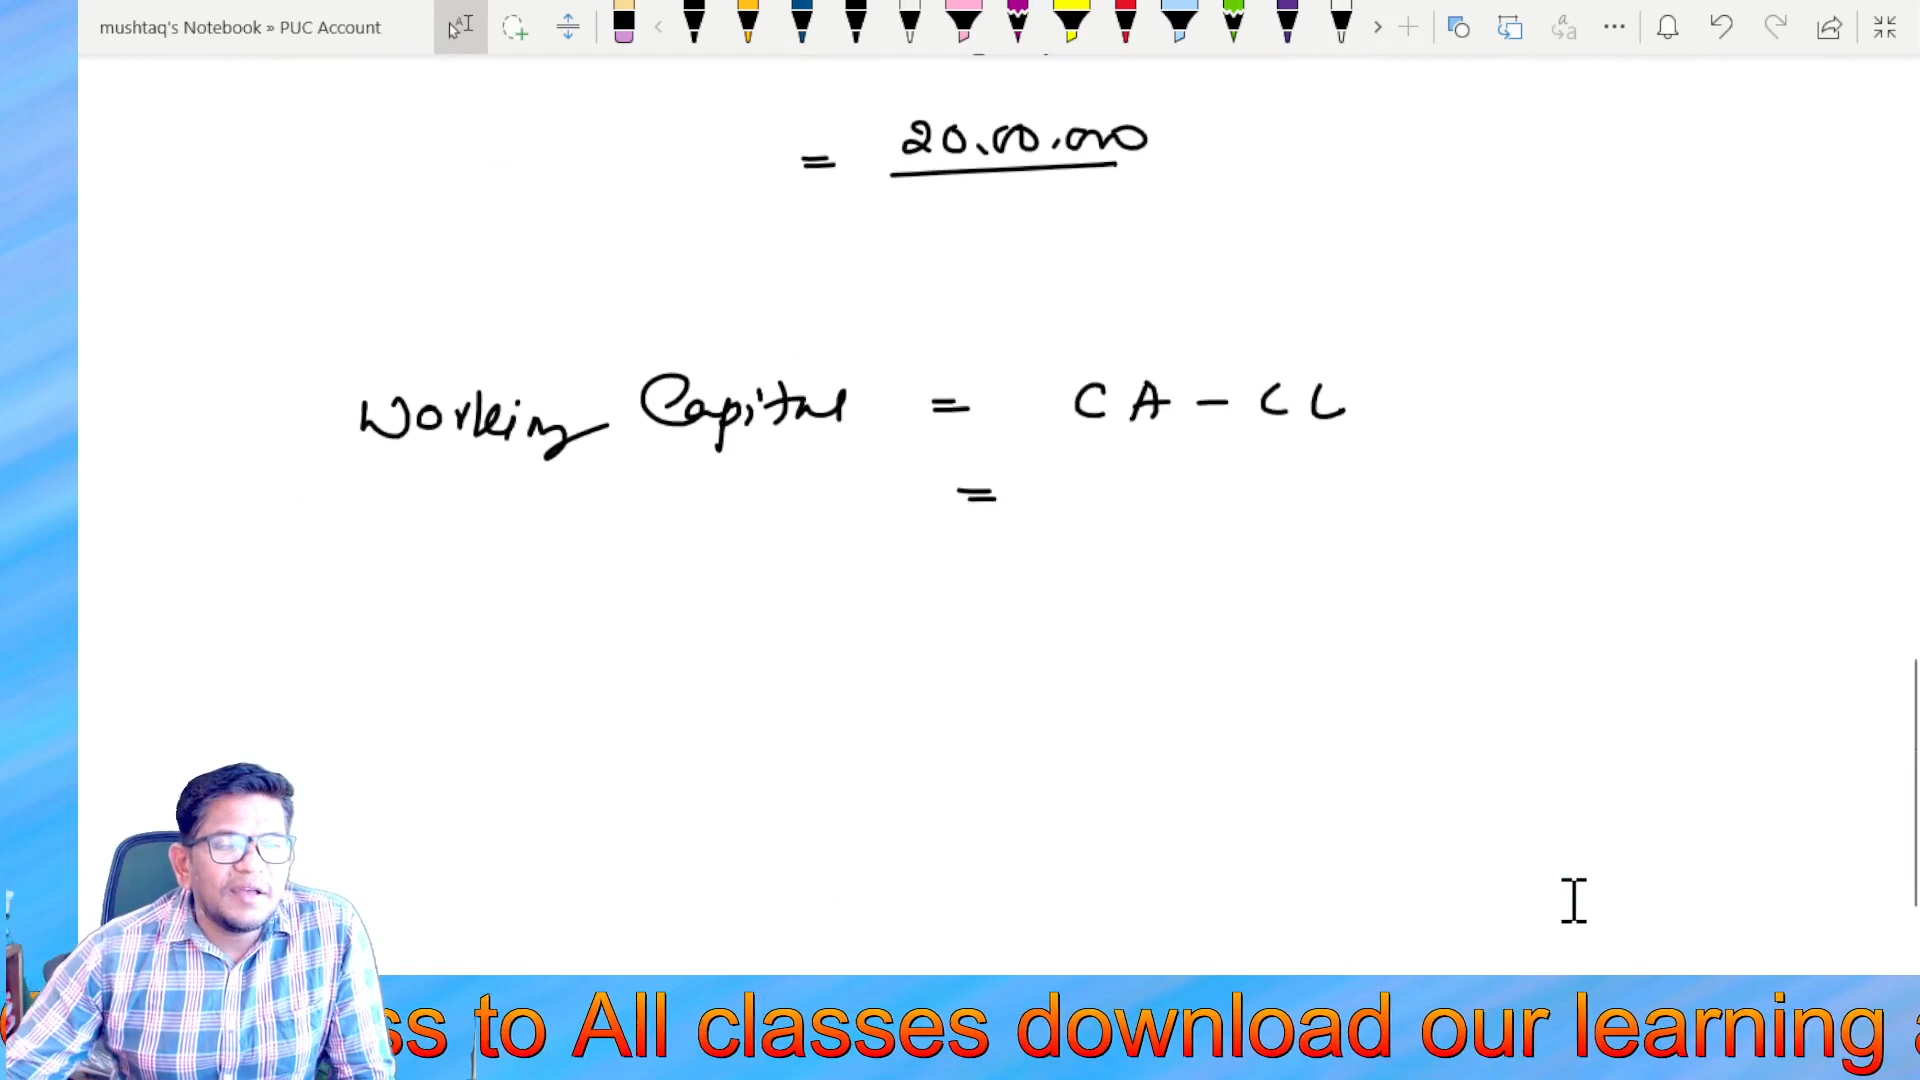 mushtaq's Notebook » PUC Account
= 20,00,000
Working Capital = CA - CL
=
ss to All classes download our learning a